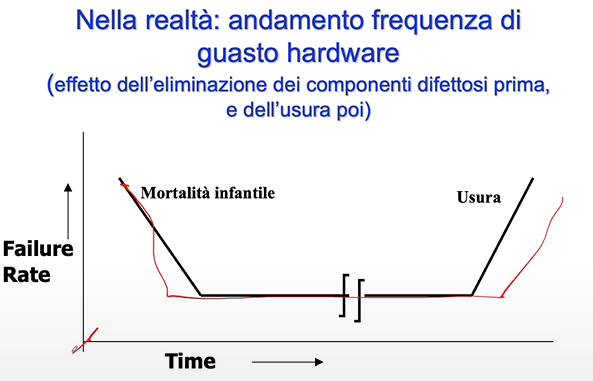 Nella realtà: andamento frequenza di
guasto hardware
(effetto dell'eliminazione dei componenti difettosi prima,
e dell'usura poi)
Mortalità infantile
Usura
Failure
Rate
Time